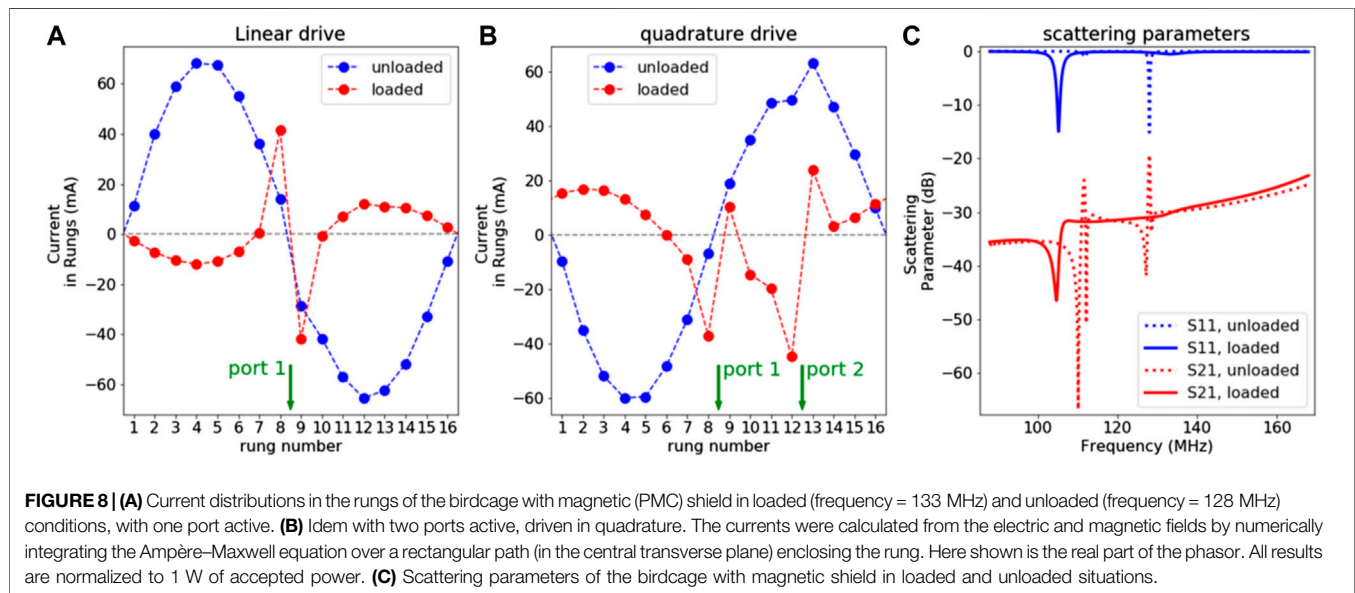 A
Linear drive
unloaded
loaded
60
40
20
0
−20
−40
−60
Current
in Rungs (mA)
port 1
1 2 3 4 5 6 7 8 9 10 11 12 13 14 15 16
rung number
B
quadrature drive
unloaded
loaded
60
40
20
0
−20
−40
−60
Current
in Rungs (mA)
port 1
port 2
1 2 3 4 5 6 7 8 9 10 11 12 13 14 15 16
rung number
C
scattering parameters
0
−10
−20
−30
−40
−50
−60
Scattering
Parameter (dB)
S11, unloaded
S11, loaded
S21, unloaded
S21, loaded
100 120 140 160
Frequency (MHz)
FIGURE 8 | (A) Current distributions in the rungs of the birdcage with magnetic (PMC) shield in loaded (frequency = 133 MHz) and unloaded (frequency = 128 MHz)
conditions, with one port active. (B) Idem with two ports active, driven in quadrature. The currents were calculated from the electric and magnetic fields by numerically
integrating the Ampère–Maxwell equation over a rectangular path (in the central transverse plane) enclosing the rung. Here shown is the real part of the phasor. All results
are normalized to 1 W of accepted power. (C) Scattering parameters of the birdcage with magnetic shield in loaded and unloaded situations.